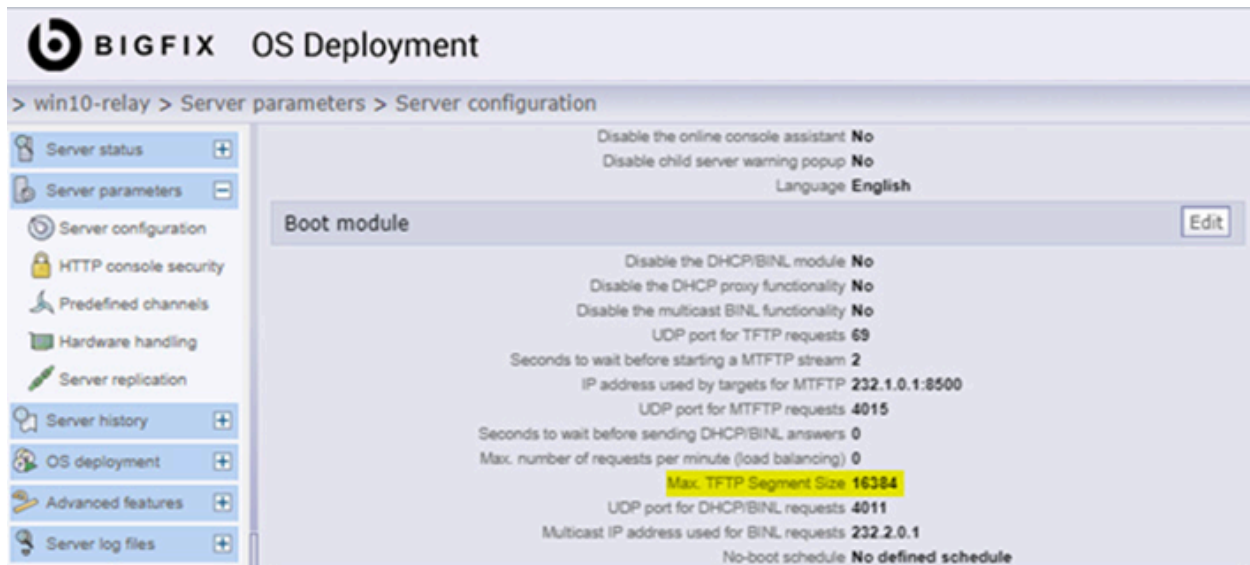 BIGFIX OS Deployment
> win10-relay > Server parameters > Server configuration
Server status
Server parameters
Server configuration
HTTP console security
Predefined channels
Hardware handling
Server replication
Server history
OS deployment
Advanced features
Server log files
Disable the online console assistant No
Disable child server warning popup No
Language English
Boot module
Edit
Disable the DHCP/BINL module No
Disable the DHCP proxy functionality No
Disable the multicast BINL functionality No
UDP port for TFTP requests 69
Seconds to wait before starting a MTFTP stream 2
IP address used by targets for MTFTP 232.1.0.1:8500
UDP port for MTFTP requests 4015
Seconds to wait before sending DHCP/BINL answers 0
Max. number of requests per minute (load balancing) 0
Max. TFTP Segment Size 16384
UDP port for DHCP/BINL requests 4011
Multicast IP address used for BINL requests 232.2.0.1
No-boot schedule No defined schedule